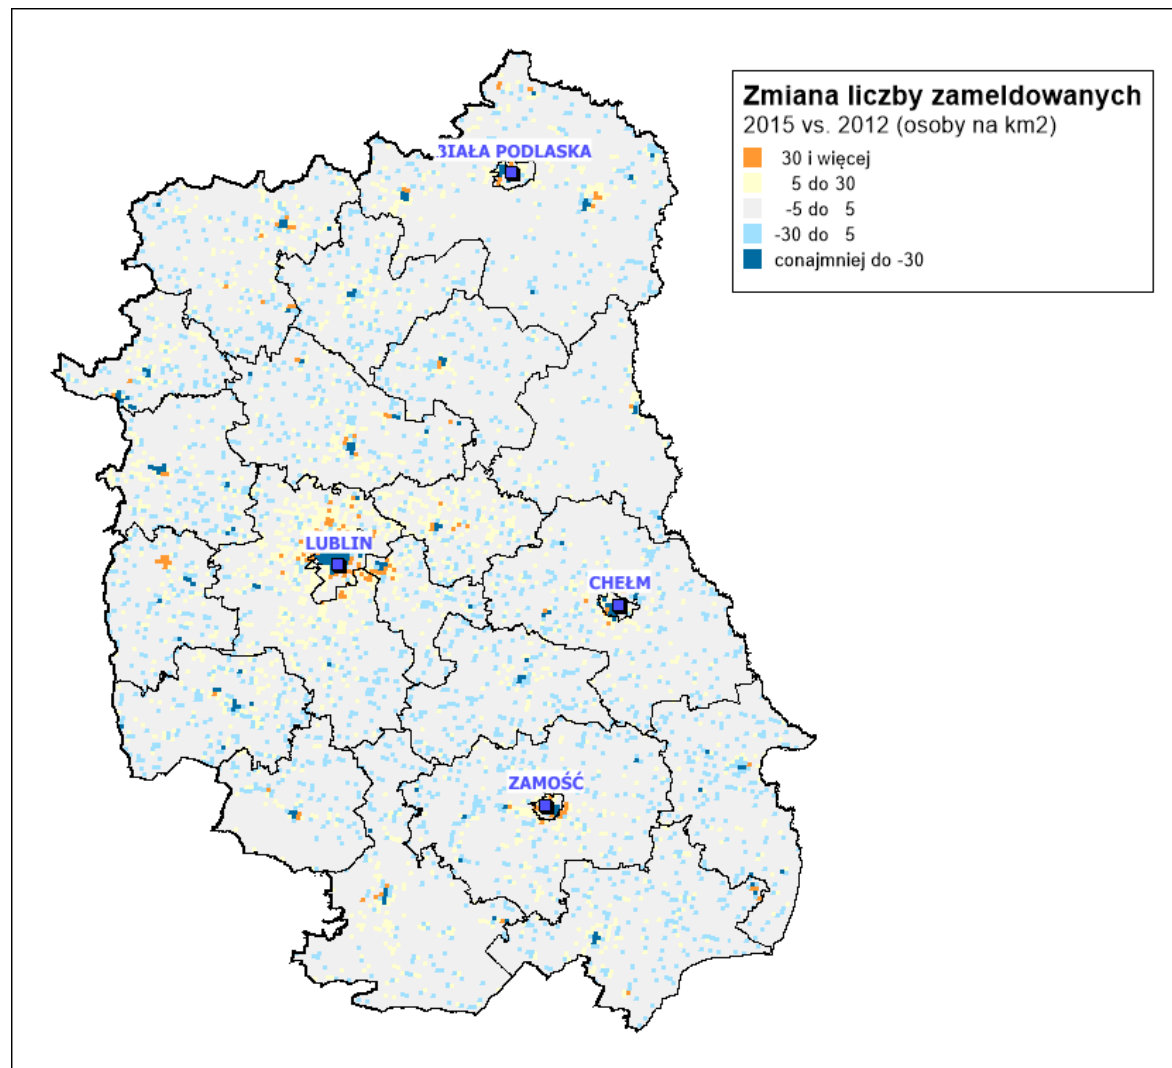 Zmiana liczby zameldowanych
2015 vs. 2012 (osoby na km2)
30 i więcej
5 do 30
-5 do 5
-30 do 5
conajmniej do -30
BIAŁA PODLASKA
LUBLIN
CHEŁM
ZAMOŚĆ